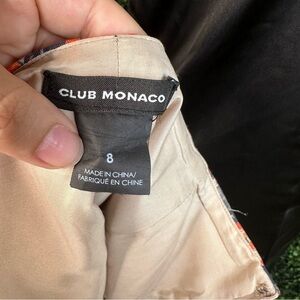 CLUB MONACO
8
MADE IN CHINA/
FABRIQUÉ EN CHINE